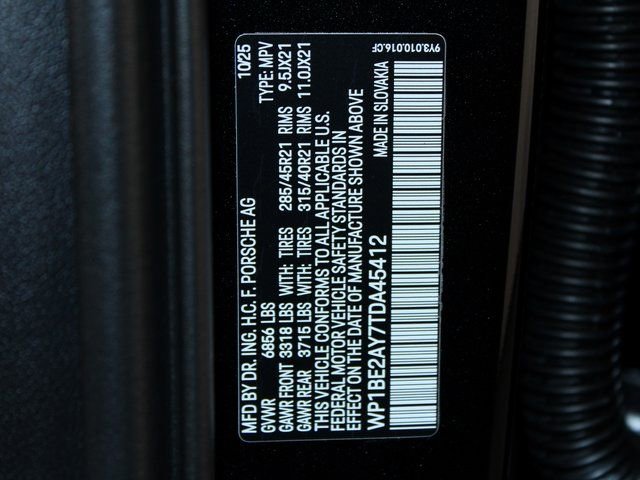 MFD BY DR. ING. H.C. F. PORSCHE AG 10/25
GVWR 6856 LBS TYPE: MPV
GAWR FRONT 3318 LBS WITH: TIRES 285/45R21 RIMS 9.5JX21
GAWR REAR 3715 LBS WITH: TIRES 315/40R21 RIMS 11.0JX21
THIS VEHICLE CONFORMS TO ALL APPLICABLE U.S.
FEDERAL MOTOR VEHICLE SAFETY STANDARDS IN
EFFECT ON THE DATE OF MANUFACTURE SHOWN ABOVE
WP1BE2AY7TDA45412 MADE IN SLOVAKIA
9Y3.010.016.CF